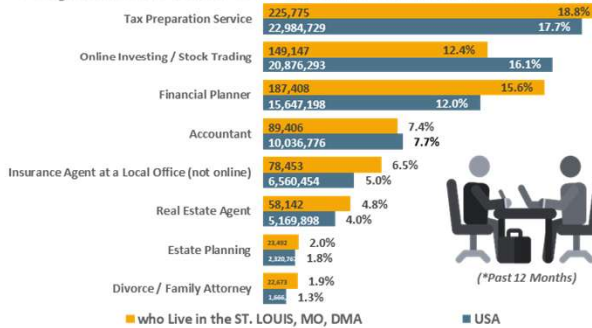 Tax Preparation Service
225,775 18.8%
22,984,729 17.7%
Online Investing / Stock Trading
149,147 12.4%
20,876,293 16.1%
Financial Planner
187,408 15.6%
15,647,198 12.0%
Accountant
89,406 7.4%
10,036,776 7.7%
Insurance Agent at a Local Office (not online)
78,453 6.5%
6,560,454 5.0%
Real Estate Agent
58,142 4.8%
5,169,898 4.0%
Estate Planning
23,492 2.0%
1.8%
Divorce / Family Attorney
22,673 1.9%
1.3%
(*Past 12 Months)
who Live in the ST. LOUIS, MO, DMA USA